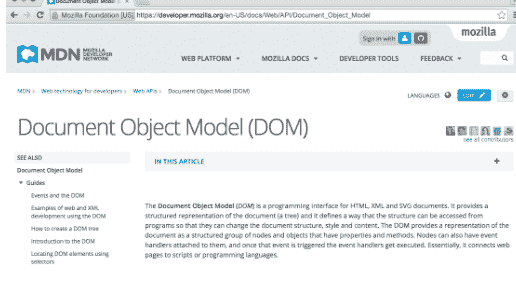 Document Object Model (DOM)
Mozilla Foundation [US] https://developer.mozilla.org/en-US/docs/Web/API/Document_Object_Model
mozilla
Sign in with
MDN MOZILLA DEVELOPER NETWORK
WEB PLATFORM MOZILLA DOCS DEVELOPER TOOLS FEEDBACK
MDN Web technology for developers Web APIs Document Object Model (DOM)
LANGUAGES EDIT
Document Object Model (DOM)
see all contributors
SEE ALSO
IN THIS ARTICLE +
Document Object Model
Guides
Events and the DOM
Examples of web and XML
development using the DOM
How to create a DOM tree
Introduction to the DOM
Locating DOM elements using
selectors
The Document Object Model (DOM) is a programming interface for HTML, XML and SVG documents. It provides a
structured representation of the document (a tree) and it defines a way that the structure can be accessed from
programs so that they can change the document structure, style and content. The DOM provides a representation of the
document as a structured group of nodes and objects that have properties and methods. Nodes can also have event
handlers attached to them, and once that event is triggered the event handlers get executed. Essentially, it connects web
pages to scripts or programming languages.